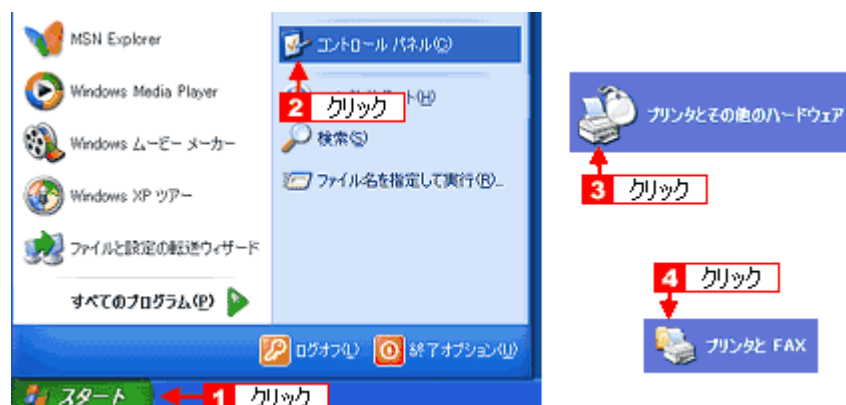 MSN Explorer
Windows Media Player
Windows ムービー メーカー
Windows XP ツアー
ファイルと設定の転送ウィザード
すべてのプログラム(P)
コントロール パネル(C)
2 クリック
ト(H)
検索(S)
ファイル名を指定して実行(R)...
ログオフ(L)
終了オプション(U)
スタート
1 クリック
プリンタとその他のハードウェア
3 クリック
4 クリック
プリンタと FAX